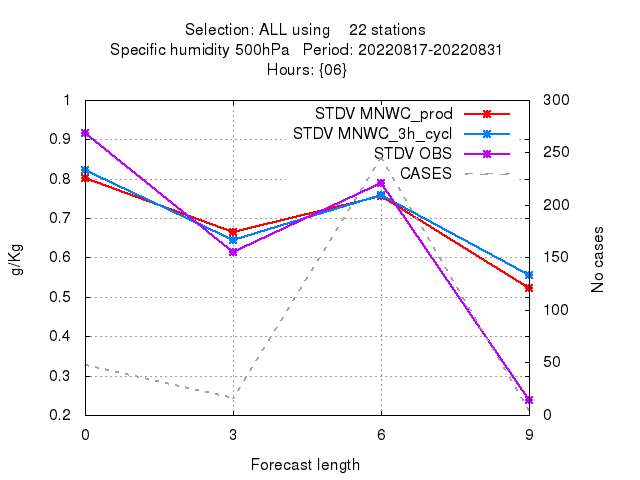 Selection: ALL using    22 stations
Specific humidity 500hPa   Period: 20220817-20220831
Hours: {06}
STDV MNWC_prod
STDV MNWC_3h_cycl
STDV OBS
CASES
g/Kg
1
0.9
0.8
0.7
0.6
0.5
0.4
0.3
0.2
300
250
200
150
100
50
0
No cases
0 3 6 9
Forecast length